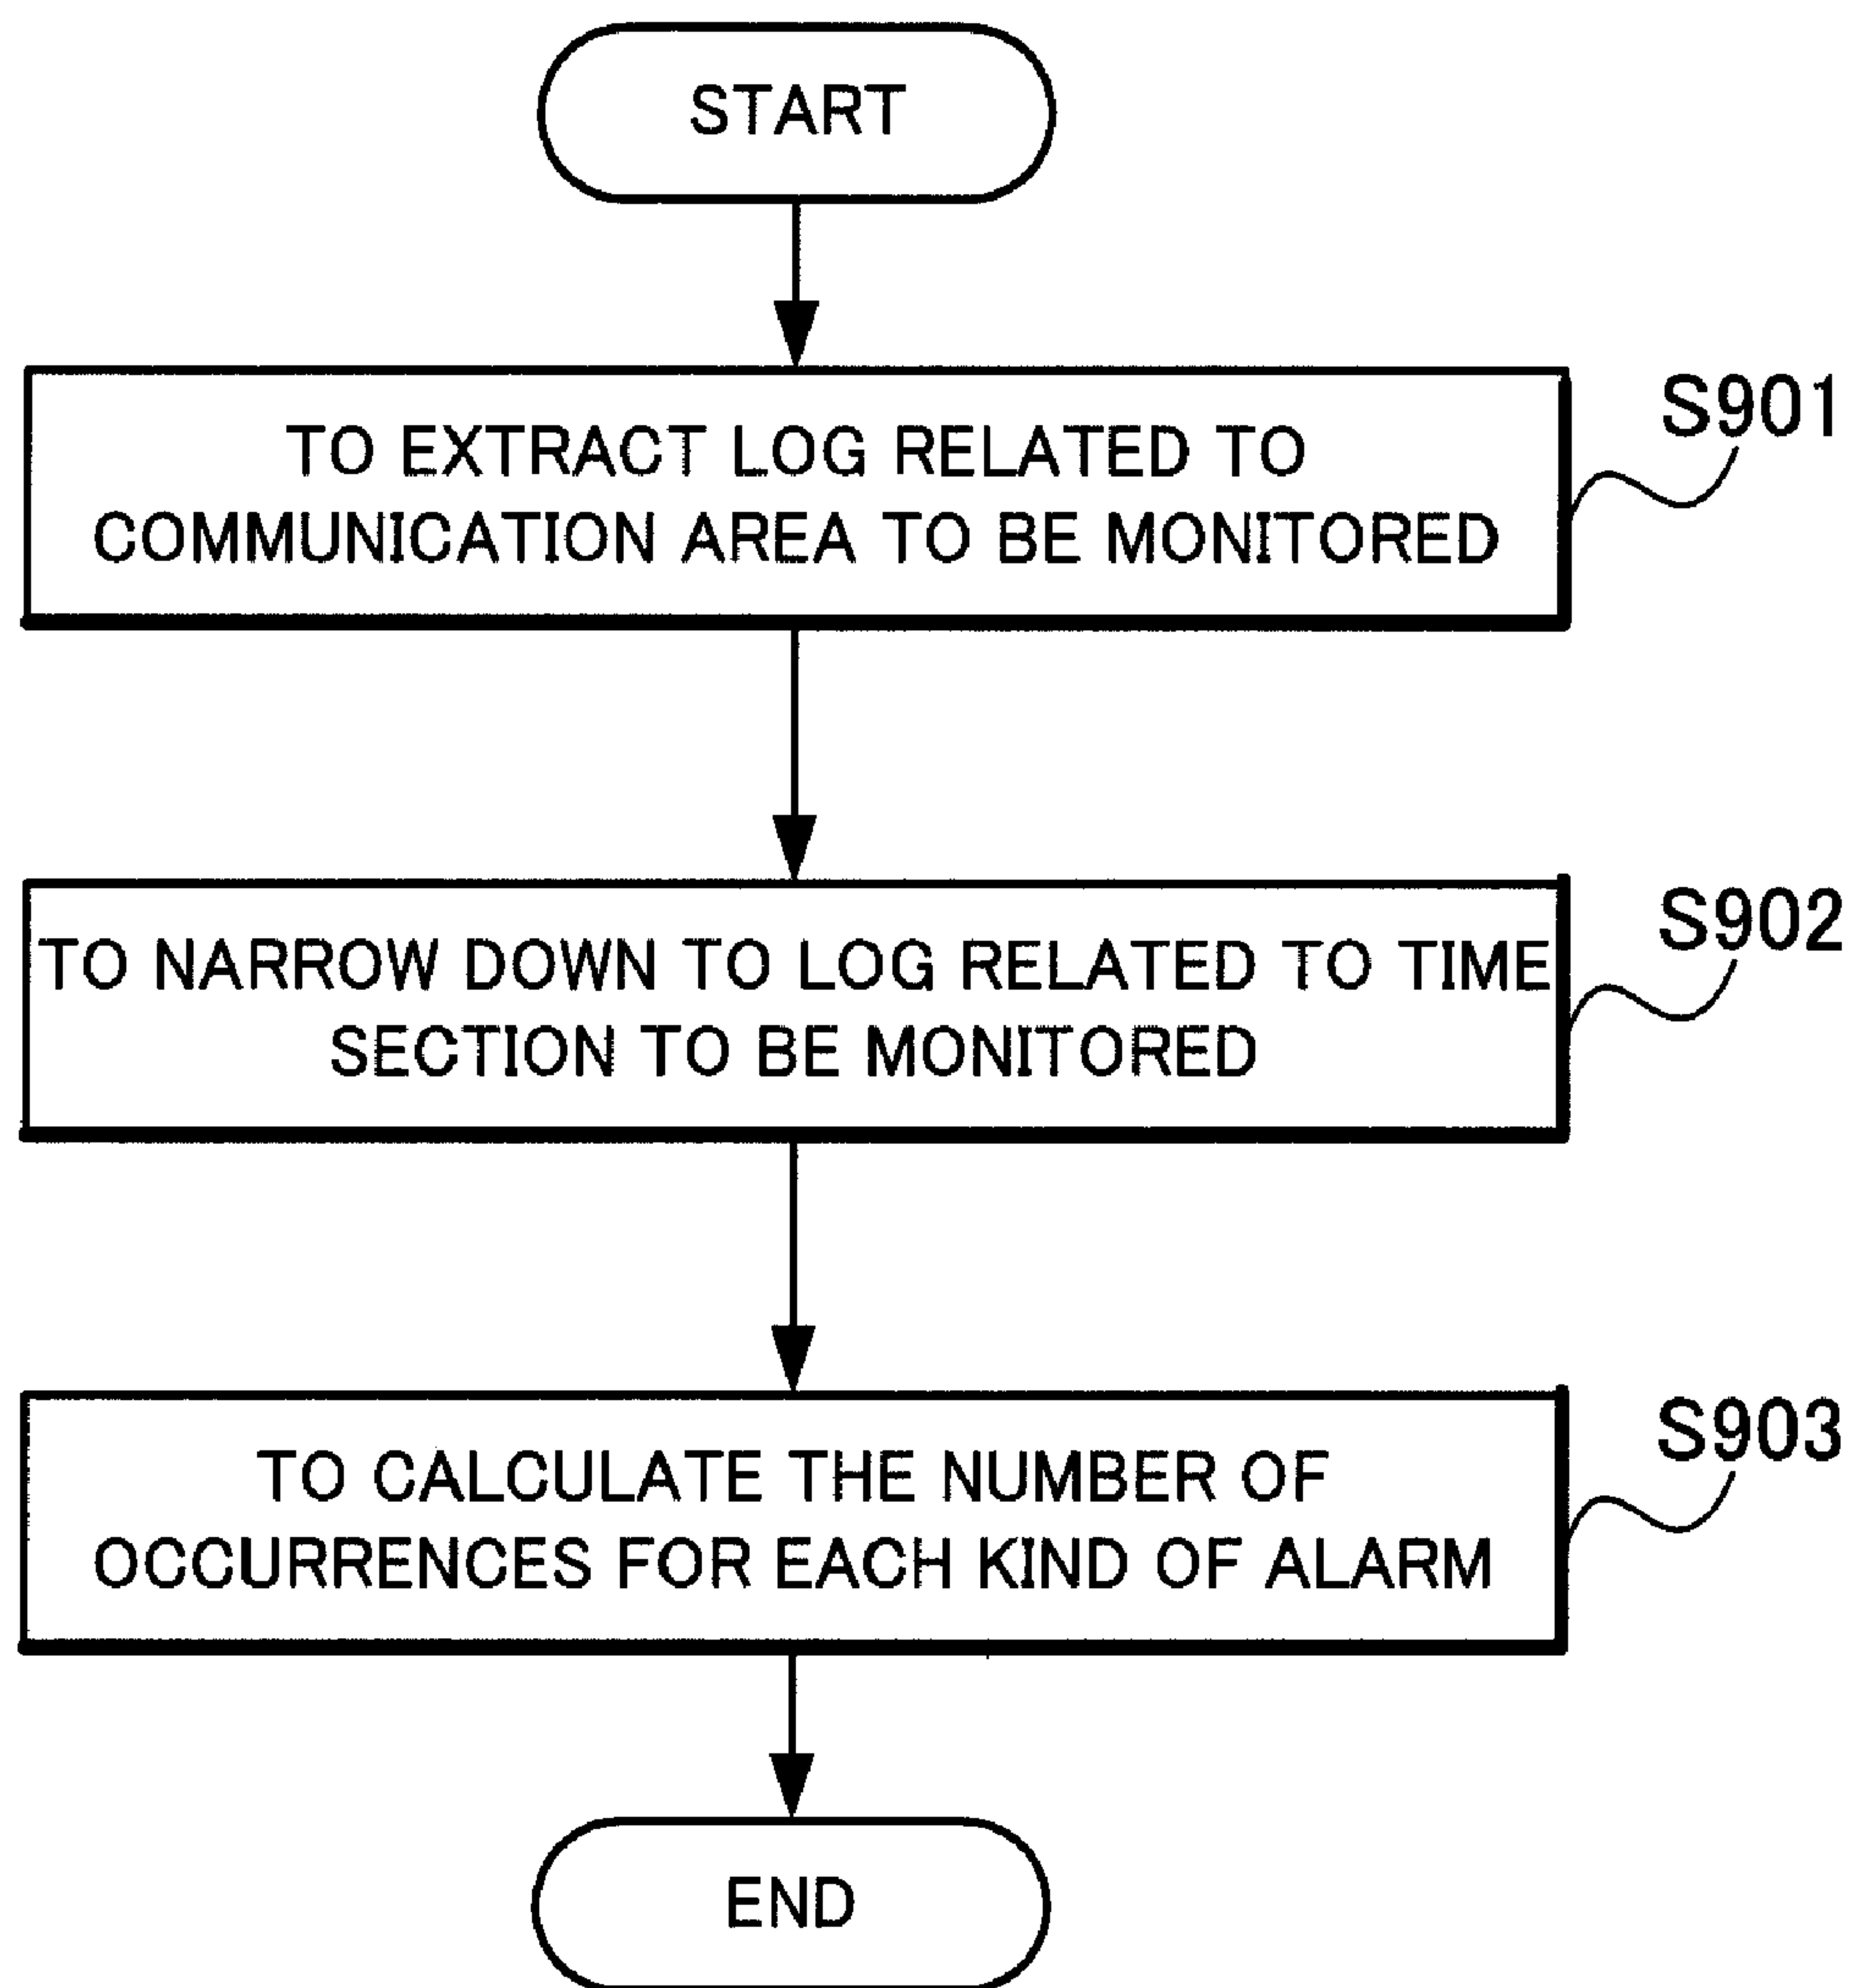 START
S901
TO EXTRACT LOG RELATED TO
COMMUNICATION AREA TO BE MONITORED
S902
TO NARROW DOWN TO LOG RELATED TO TIME
SECTION TO BE MONITORED
S903
TO CALCULATE THE NUMBER OF
OCCURRENCES FOR EACH KIND OF ALARM
END